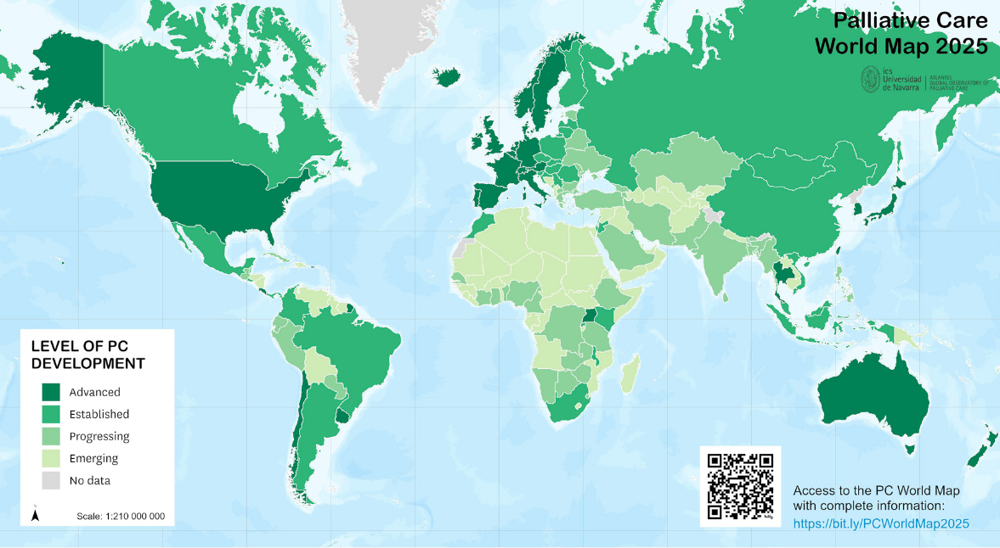 Palliative Care
World Map 2025
ics
Universidad
de Navarra
ATLANTES
GLOBAL OBSERVATORY OF
PALLIATIVE CARE
LEVEL OF PC
DEVELOPMENT
Advanced
Established
Progressing
Emerging
No data
N
Scale: 1:210 000 000
Access to the PC World Map
with complete information:
https://bit.ly/PCWorldMap2025